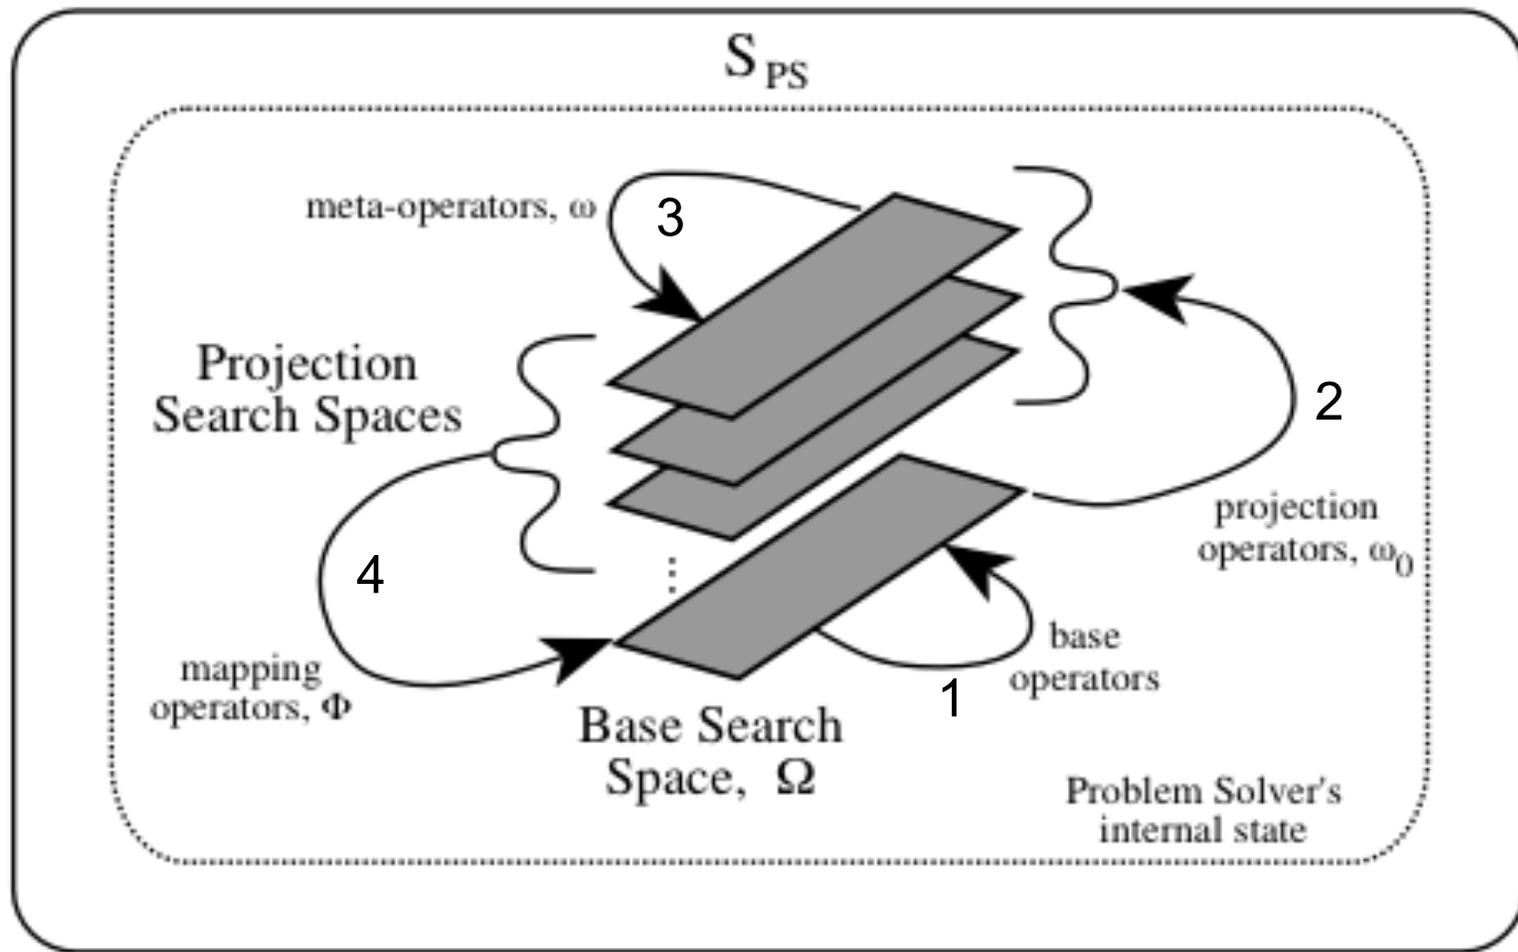 S PS
meta-operators, ω
3
Projection
Search Spaces
2
projection
operators, ω0
4
base
operators
1
mapping
operators, Φ
Base Search
Space, Ω
Problem Solver's
internal state